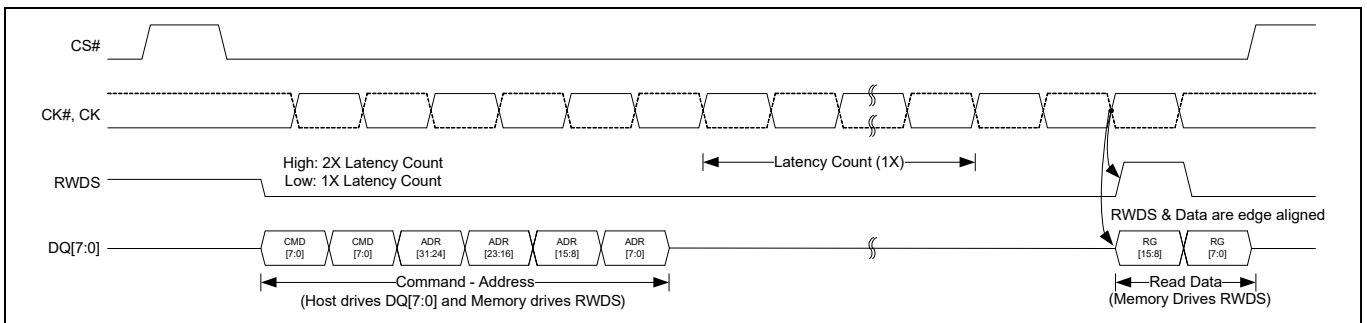 CS#
CK#, CK
Latency Count (1X)
High: 2X Latency Count
Low: 1X Latency Count
RWDS
RWDS & Data are edge aligned
DQ[7:0]
CMD [7:0] CMD [7:0] ADR [31:24] ADR [23:16] ADR [15:8] ADR [7:0] RG [15:8] RG [7:0]
Command - Address
(Host drives DQ[7:0] and Memory drives RWDS)
Read Data
(Memory Drives RWDS)